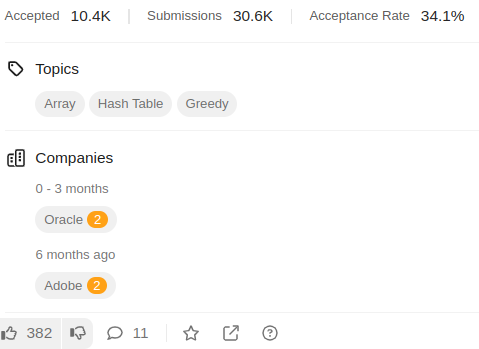 Accepted 10.4K Submissions 30.6K Acceptance Rate 34.1%
Topics
Array Hash Table Greedy
Companies
0 - 3 months
Oracle 2
6 months ago
Adobe 2
382 11